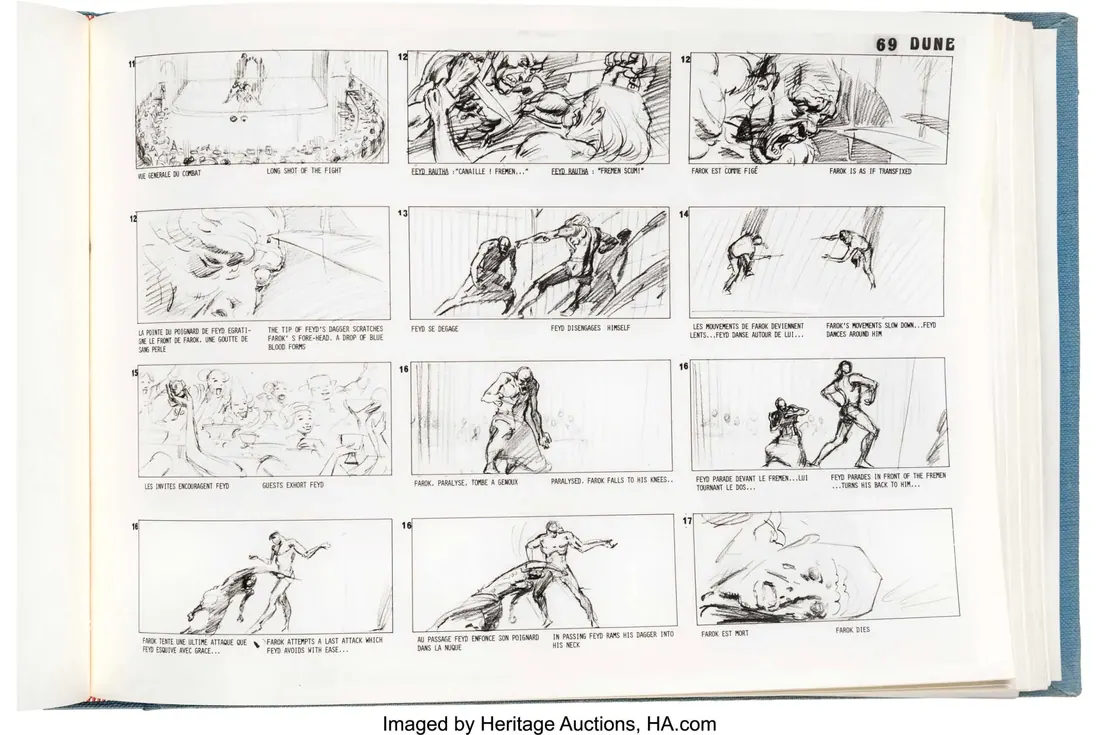 69 DUNE
11
VUE GENERALE DU COMBAT
LONG SHOT OF THE FIGHT
12
FEYD RAUTHA :"CANAILLE ! FREMEN..."
FEYD RAUTHA : "FREMEN SCUM!"
12
FAROK EST COMME FIGÉ
FAROK IS AS IF TRANSFIXED
12
LA POINTE DU POIGNARD DE FEYD EGRATI-
GNE LE FRONT DE FAROK. UNE GOUTTE DE
SANG PERLE
THE TIP OF FEYD'S DAGGER SCRATCHES
FAROK' S FORE-HEAD. A DROP OF BLUE
BLOOD FORMS
13
FEYD SE DEGAGE
FEYD DISENGAGES HIMSELF
14
LES MOUVEMENTS DE FAROK DEVIENNENT
LENTS...FEYD DANSE AUTOUR DE LUI...
FAROK'S MOVEMENTS SLOW DOWN...FEYD
DANCES AROUND HIM
15
LES INVITES ENCOURAGENT FEYD
GUESTS EXHORT FEYD
16
FAROK. PARALYSE. TOMBE A GENOUX
PARALYSED. FAROK FALLS TO HIS KNEES..
16
FEYD PARADE DEVANT LE FREMEN...LUI
TOURNANT LE DOS...
FEYD PARADES IN FRONT OF THE FREMEN
...TURNS HIS BACK TO HIM...
16
FAROK TENTE UNE ULTIME ATTAQUE QUE
FEYD ESQUIVE AVEC GRACE...
FAROK ATTEMPTS A LAST ATTACK WHICH
FEYD AVOIDS WITH EASE...
16
AU PASSAGE FEYD ENFONCE SON POIGNARD
DANS LA NUQUE
IN PASSING FEYD RAMS HIS DAGGER INTO
HIS NECK
17
FAROK EST MORT
FAROK DIES
Imaged by Heritage Auctions, HA.com